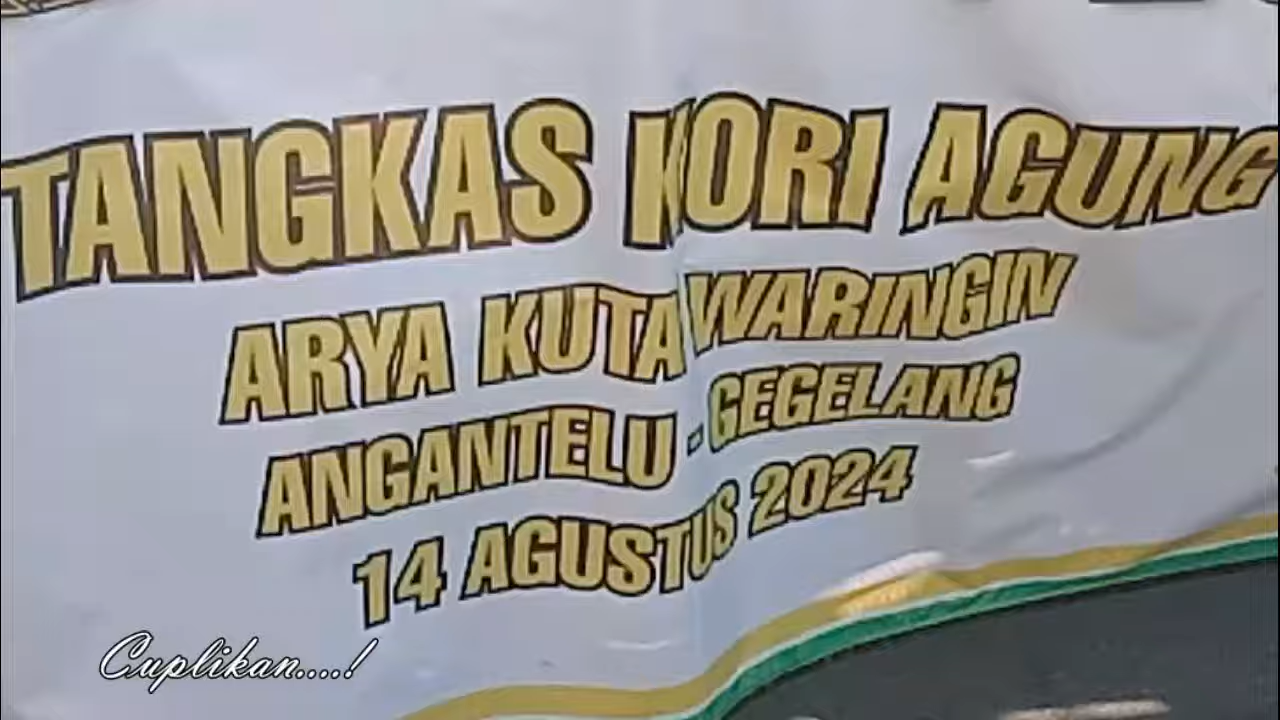 TANGKAS KORI AGUNG
ARYA KUTAWARINGIN
ANGANTELU - GEGELANG
14 AGUSTUS 2024
Cuplikan....!